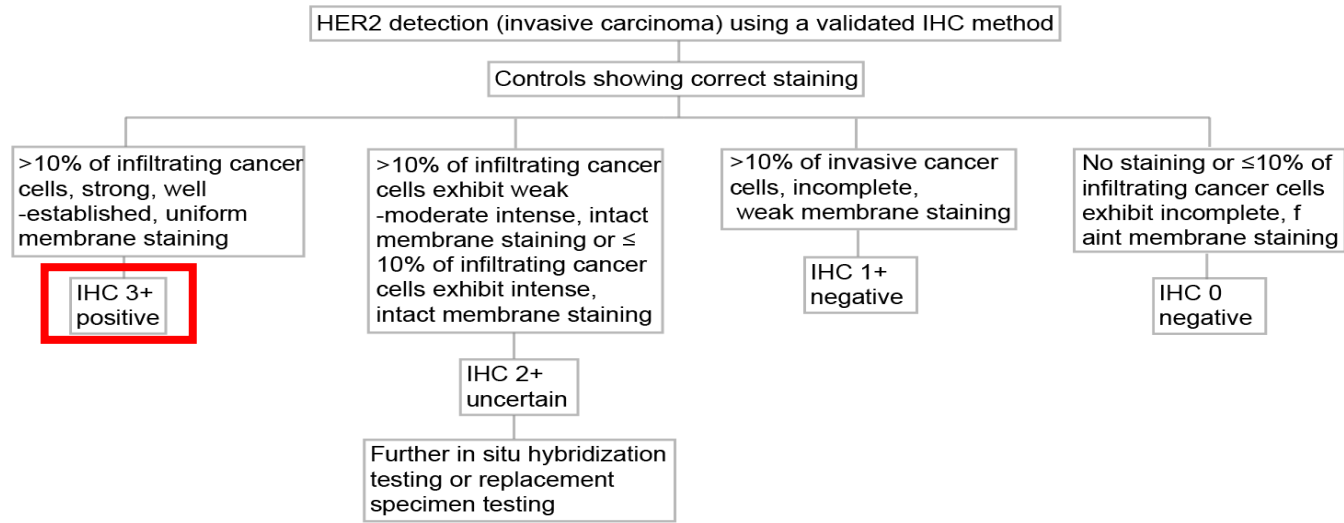 HER2 detection (invasive carcinoma) using a validated IHC method
Controls showing correct staining
>10% of infiltrating cancer
cells, strong, well
-established, uniform
membrane staining
IHC 3+
positive
>10% of infiltrating cancer
cells exhibit weak
-moderate intense, intact
membrane staining or ≤
10% of infiltrating cancer
cells exhibit intense,
intact membrane staining
IHC 2+
uncertain
Further in situ hybridization
testing or replacement
specimen testing
>10% of invasive cancer
cells, incomplete,
weak membrane staining
IHC 1+
negative
No staining or ≤10% of
infiltrating cancer cells
exhibit incomplete, f
aint membrane staining
IHC 0
negative